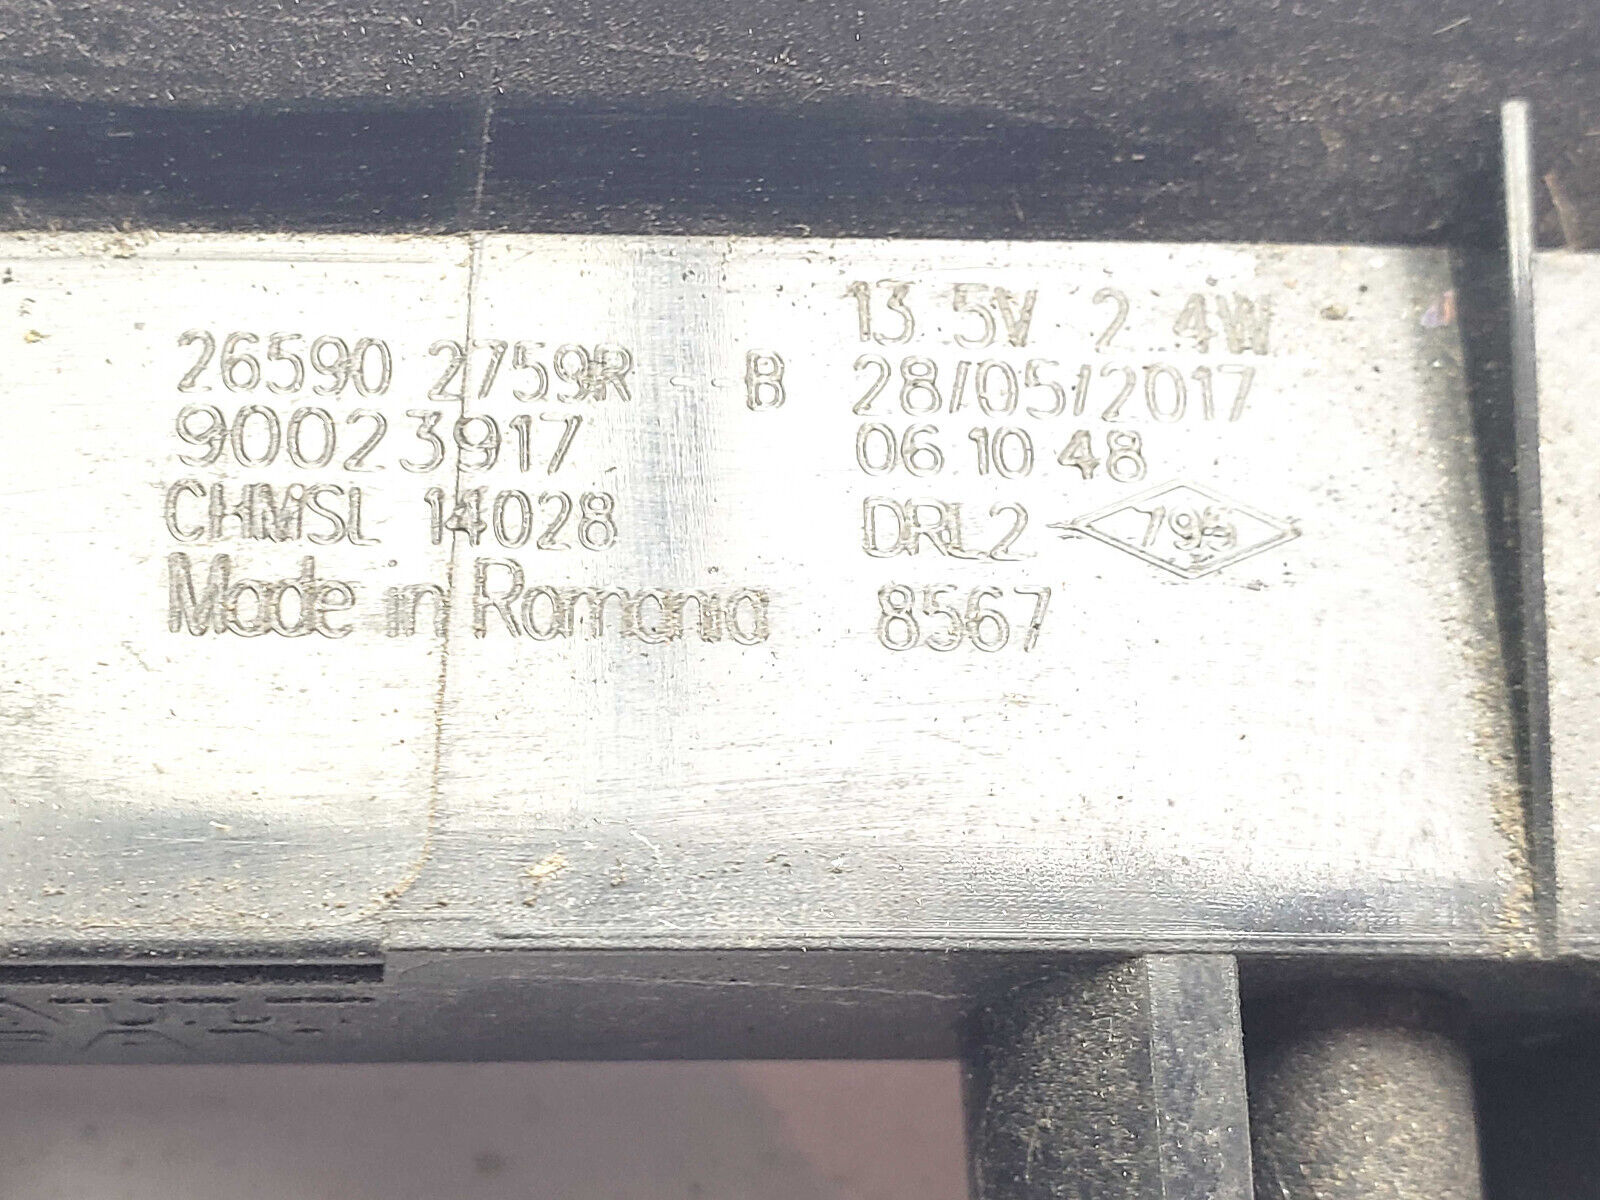 26590 2759R - B
90023917
CHMSL 14028
Made in Romania
13.5V 2.4W
28/05/2017
06 10 48
DRL2
8567